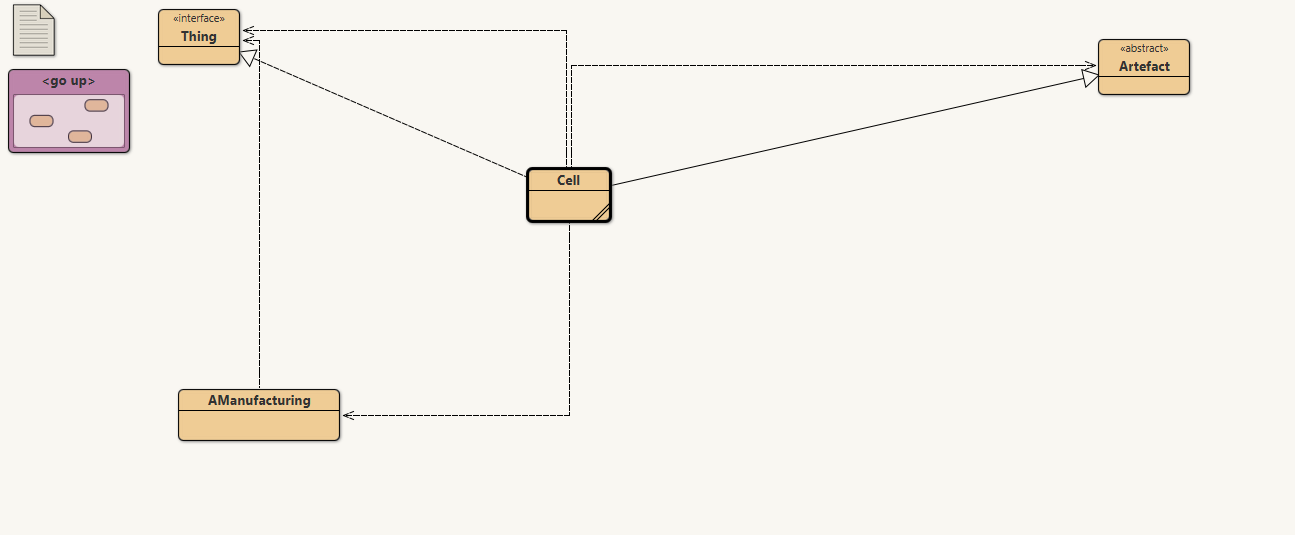 «interface»
Thing
<go up>
«abstract»
Artefact
Cell
AManufacturing